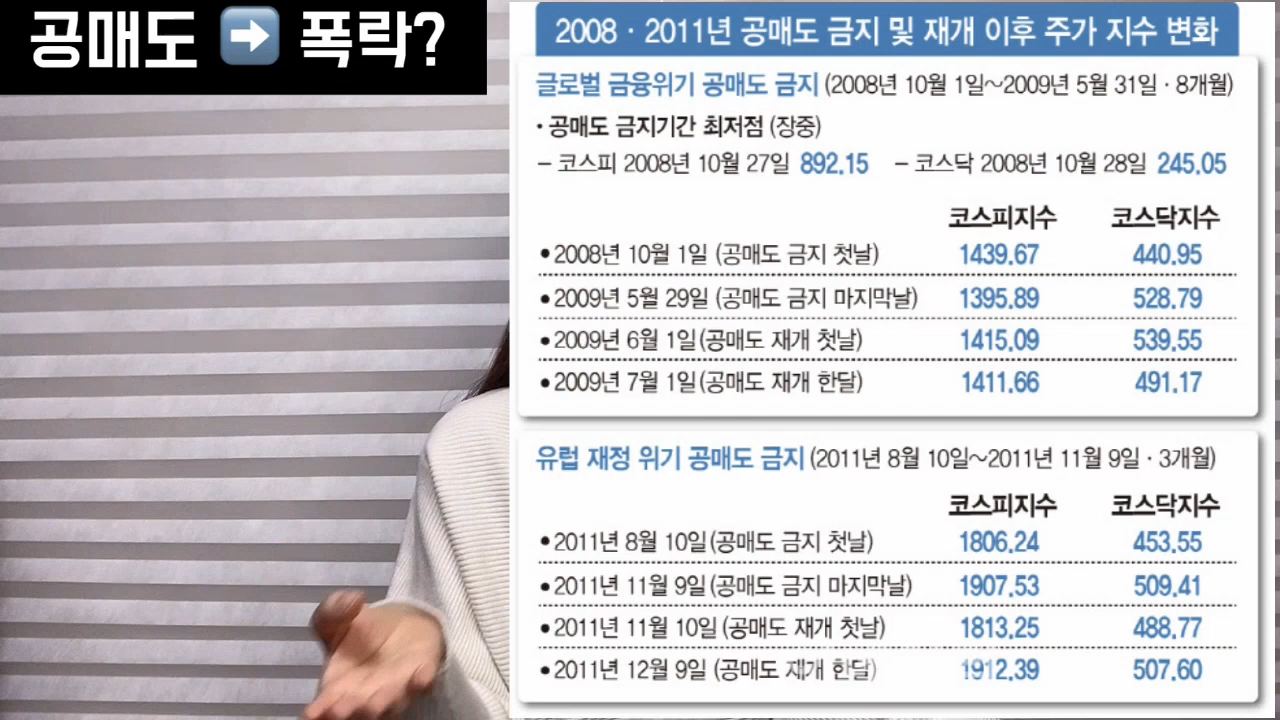 공매도 ➡ 폭락?
2008 · 2011년 공매도 금지 및 재개 이후 주가 지수 변화
글로벌 금융위기 공매도 금지 (2008년 10월 1일~2009년 5월 31일 · 8개월)
· 공매도 금지기간 최저점 (장중)
– 코스피 2008년 10월 27일 892.15 – 코스닥 2008년 10월 28일 245.05
코스피지수 코스닥지수
• 2008년 10월 1일 (공매도 금지 첫날) 1439.67 440.95
• 2009년 5월 29일 (공매도 금지 마지막날) 1395.89 528.79
• 2009년 6월 1일(공매도 재개 첫날) 1415.09 539.55
• 2009년 7월 1일(공매도 재개 한달) 1411.66 491.17
유럽 재정 위기 공매도 금지 (2011년 8월 10일~2011년 11월 9일 · 3개월)
코스피지수 코스닥지수
• 2011년 8월 10일(공매도 금지 첫날) 1806.24 453.55
• 2011년 11월 9일(공매도 금지 마지막날) 1907.53 509.41
• 2011년 11월 10일(공매도 재개 첫날) 1813.25 488.77
• 2011년 12월 9일 (공매도 재개 한달) 1912.39 507.60